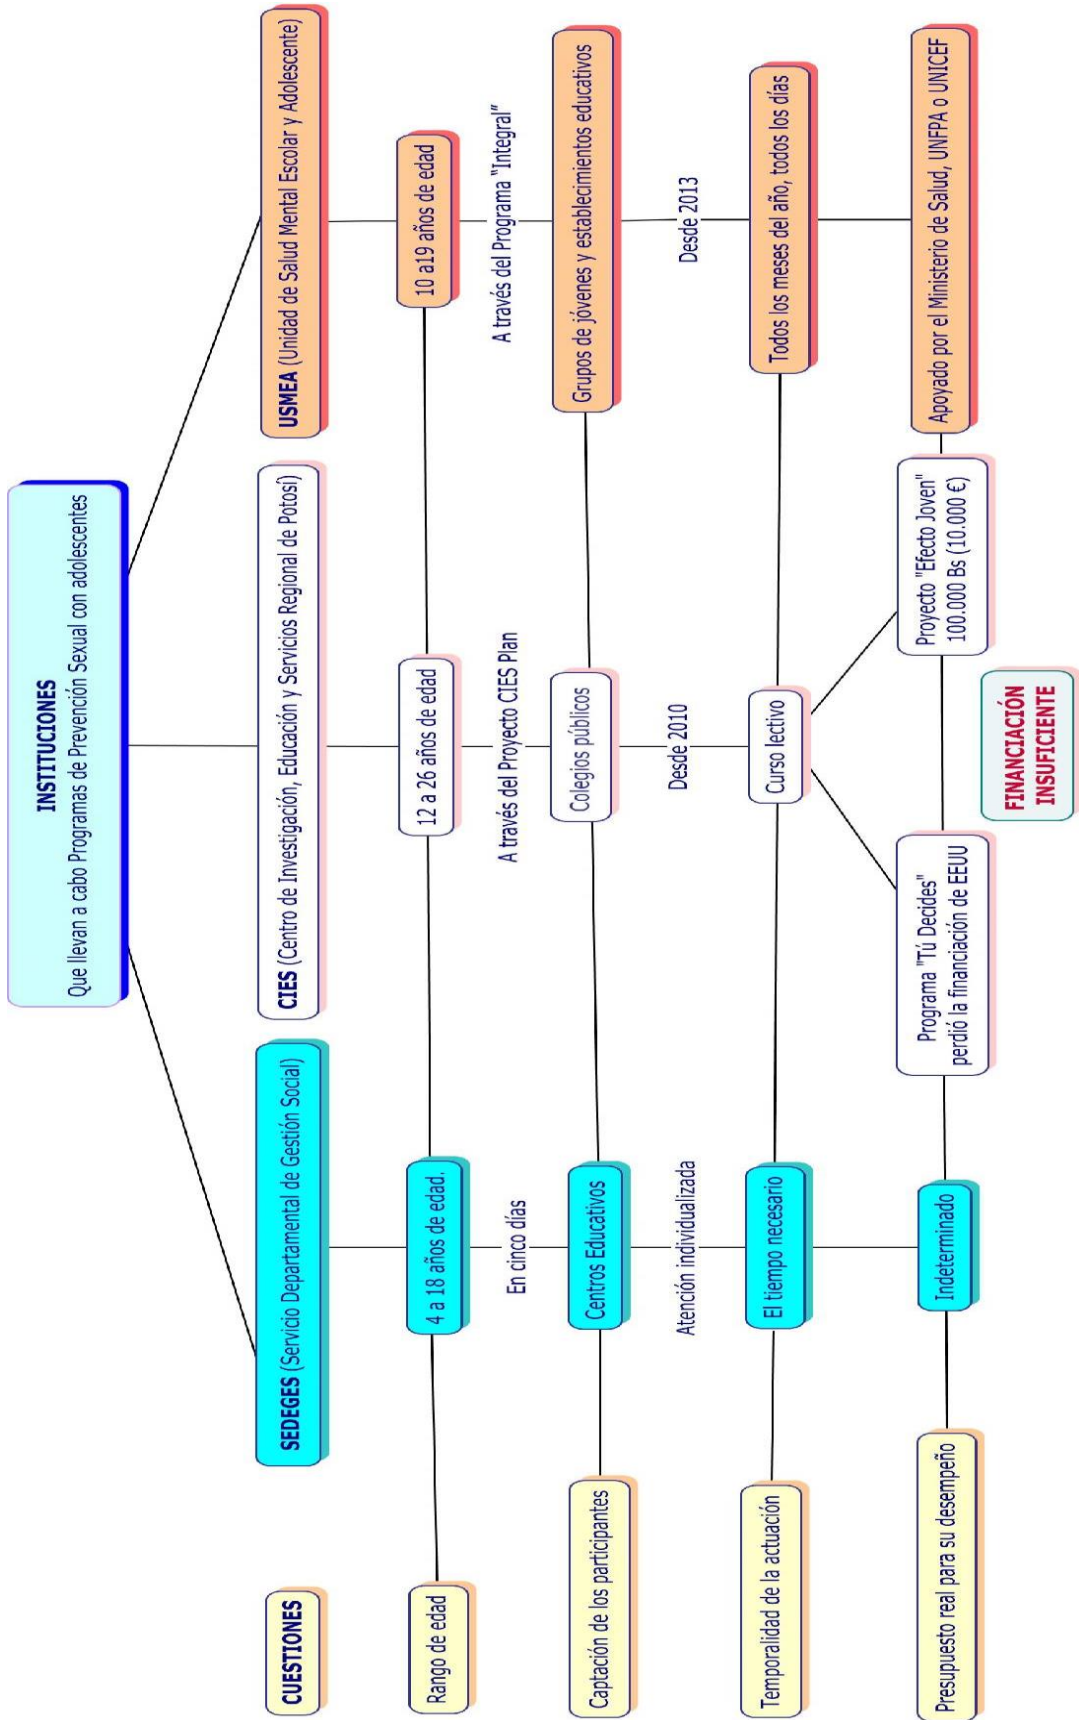 INSTITUCIONES
Que llevan a cabo Programas de Prevención Sexual con adolescentes
CUESTIONES
SEDEGES (Servicio Departamental de Gestión Social)
CIES (Centro de Investigación, Educación y Servicios Regional de Potosí)
USMEA (Unidad de Salud Mental Escolar y Adolescente)
Rango de edad
4 a 18 años de edad.
12 a 26 años de edad
10 a19 años de edad
En cinco días
A través del Proyecto CIES Plan
A través del Programa “Integral”
Captación de los participantes
Centros Educativos
Colegios públicos
Grupos de jóvenes y establecimientos educativos
Atención individualizada
Desde 2010
Desde 2013
Temporalidad de la actuación
El tiempo necesario
Curso lectivo
Todos los meses del año, todos los días
Presupuesto real para su desempeño
Indeterminado
Programa "Tú Decides"
perdió la financiación de EEUU
Proyecto "Efecto Joven"
100.000 Bs (10.000 €)
Apoyado por el Ministerio de Salud, UNFPA o UNICEF
FINANCIACIÓN
INSUFICIENTE